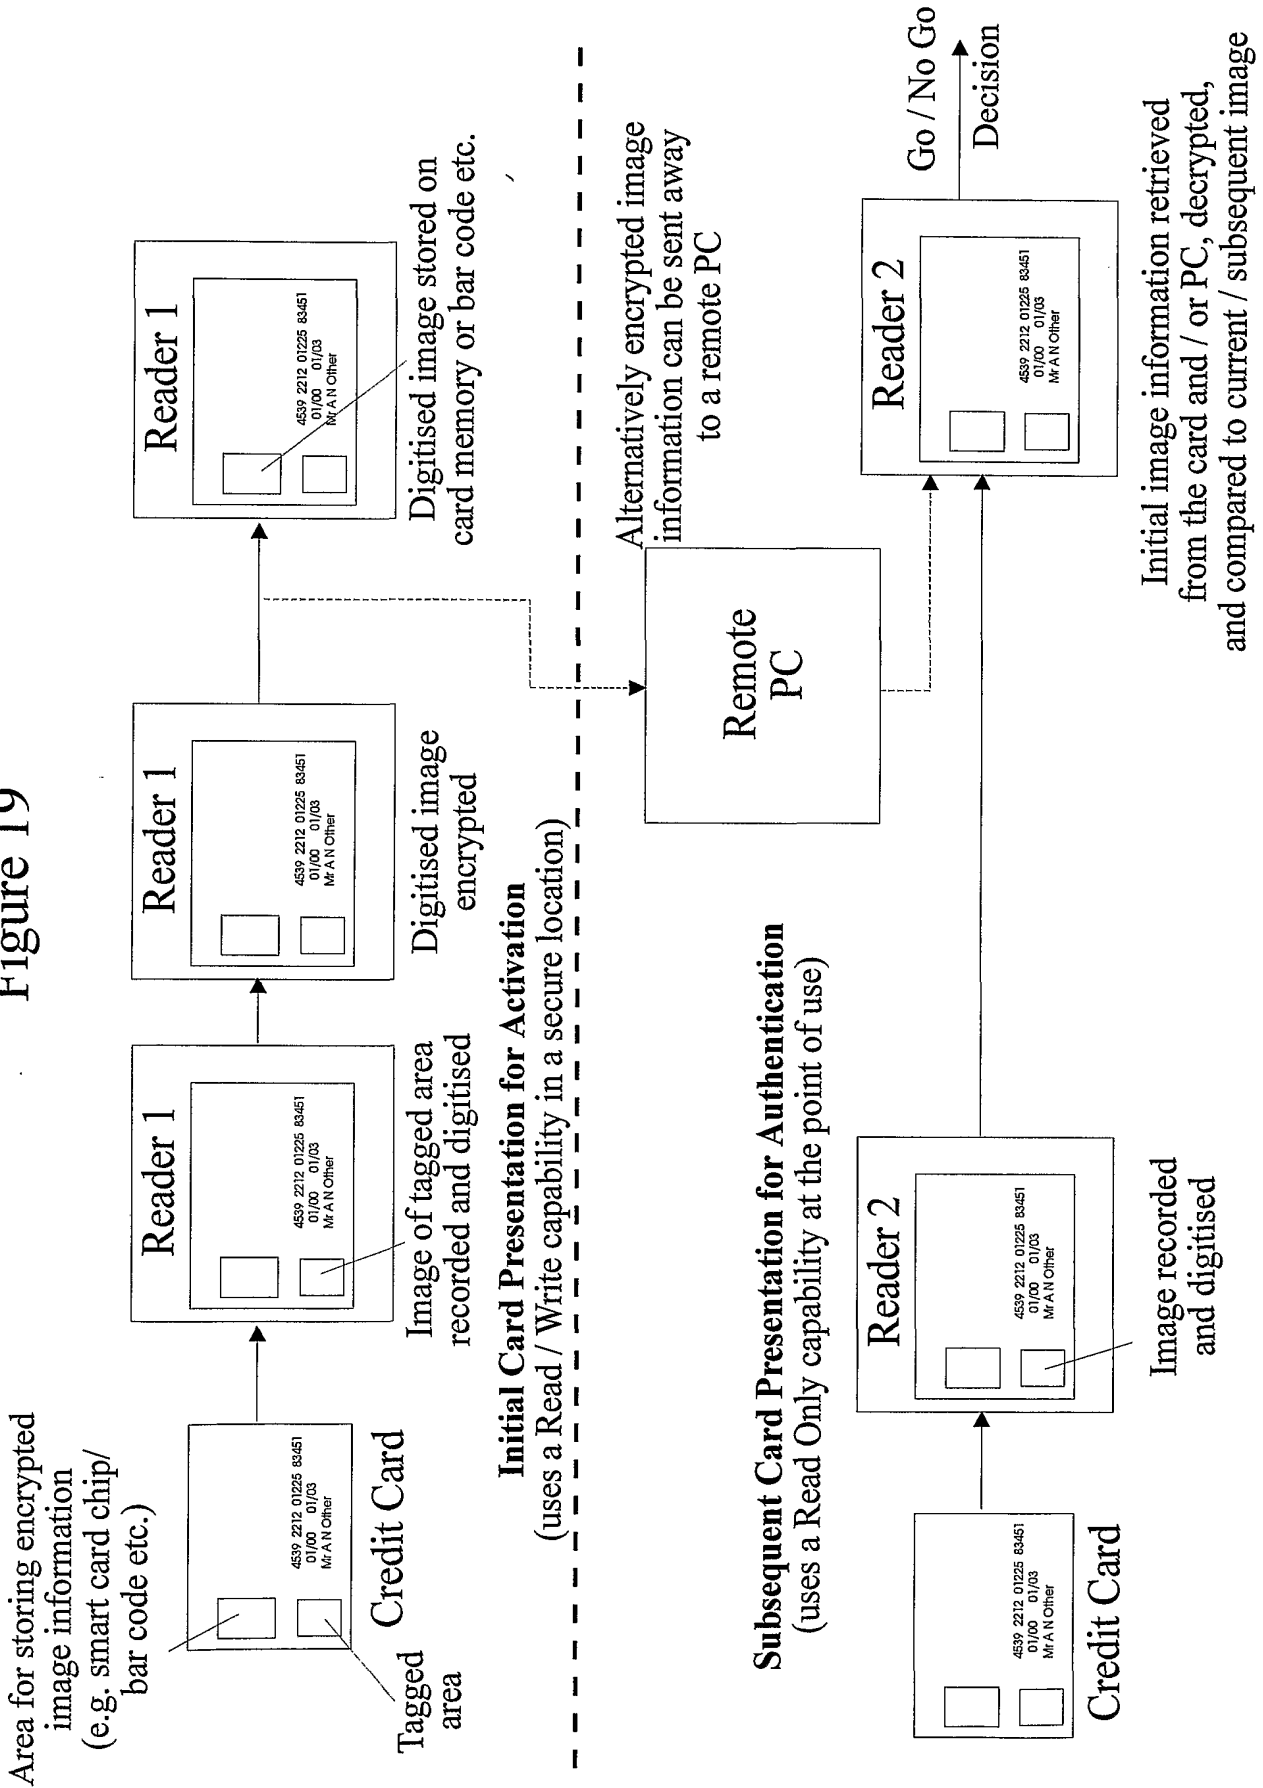 Figure 19
Area for storing encrypted
image information
(e.g. smart card chip/
bar code etc.)
4539 2212 01225 83451
01/00 01/03
Mr A N Other
Credit Card
Tagged
area
Reader 1
4539 2212 01225 83451
01/00 01/03
Mr A N Other
Image of tagged area
recorded and digitised
Reader 1
4539 2212 01225 83451
01/00 01/03
Mr A N Other
Digitised image
encrypted
Reader 1
4539 2212 01225 83451
01/00 01/03
Mr A N Other
Digitised image stored on
card memory or bar code etc.
Initial Card Presentation for Activation
(uses a Read / Write capability in a secure location)
Alternatively encrypted image
information can be sent away
to a remote PC
Remote
PC
Subsequent Card Presentation for Authentication
(uses a Read Only capability at the point of use)
4539 2212 01225 83451
01/00 01/03
Mr A N Other
Credit Card
Reader 2
4539 2212 01225 83451
01/00 01/03
Mr A N Other
Image recorded
and digitised
Reader 2
4539 2212 01225 83451
01/00 01/03
Mr A N Other
Go / No Go
Decision
Initial image information retrieved
from the card and / or PC, decrypted,
and compared to current / subsequent image